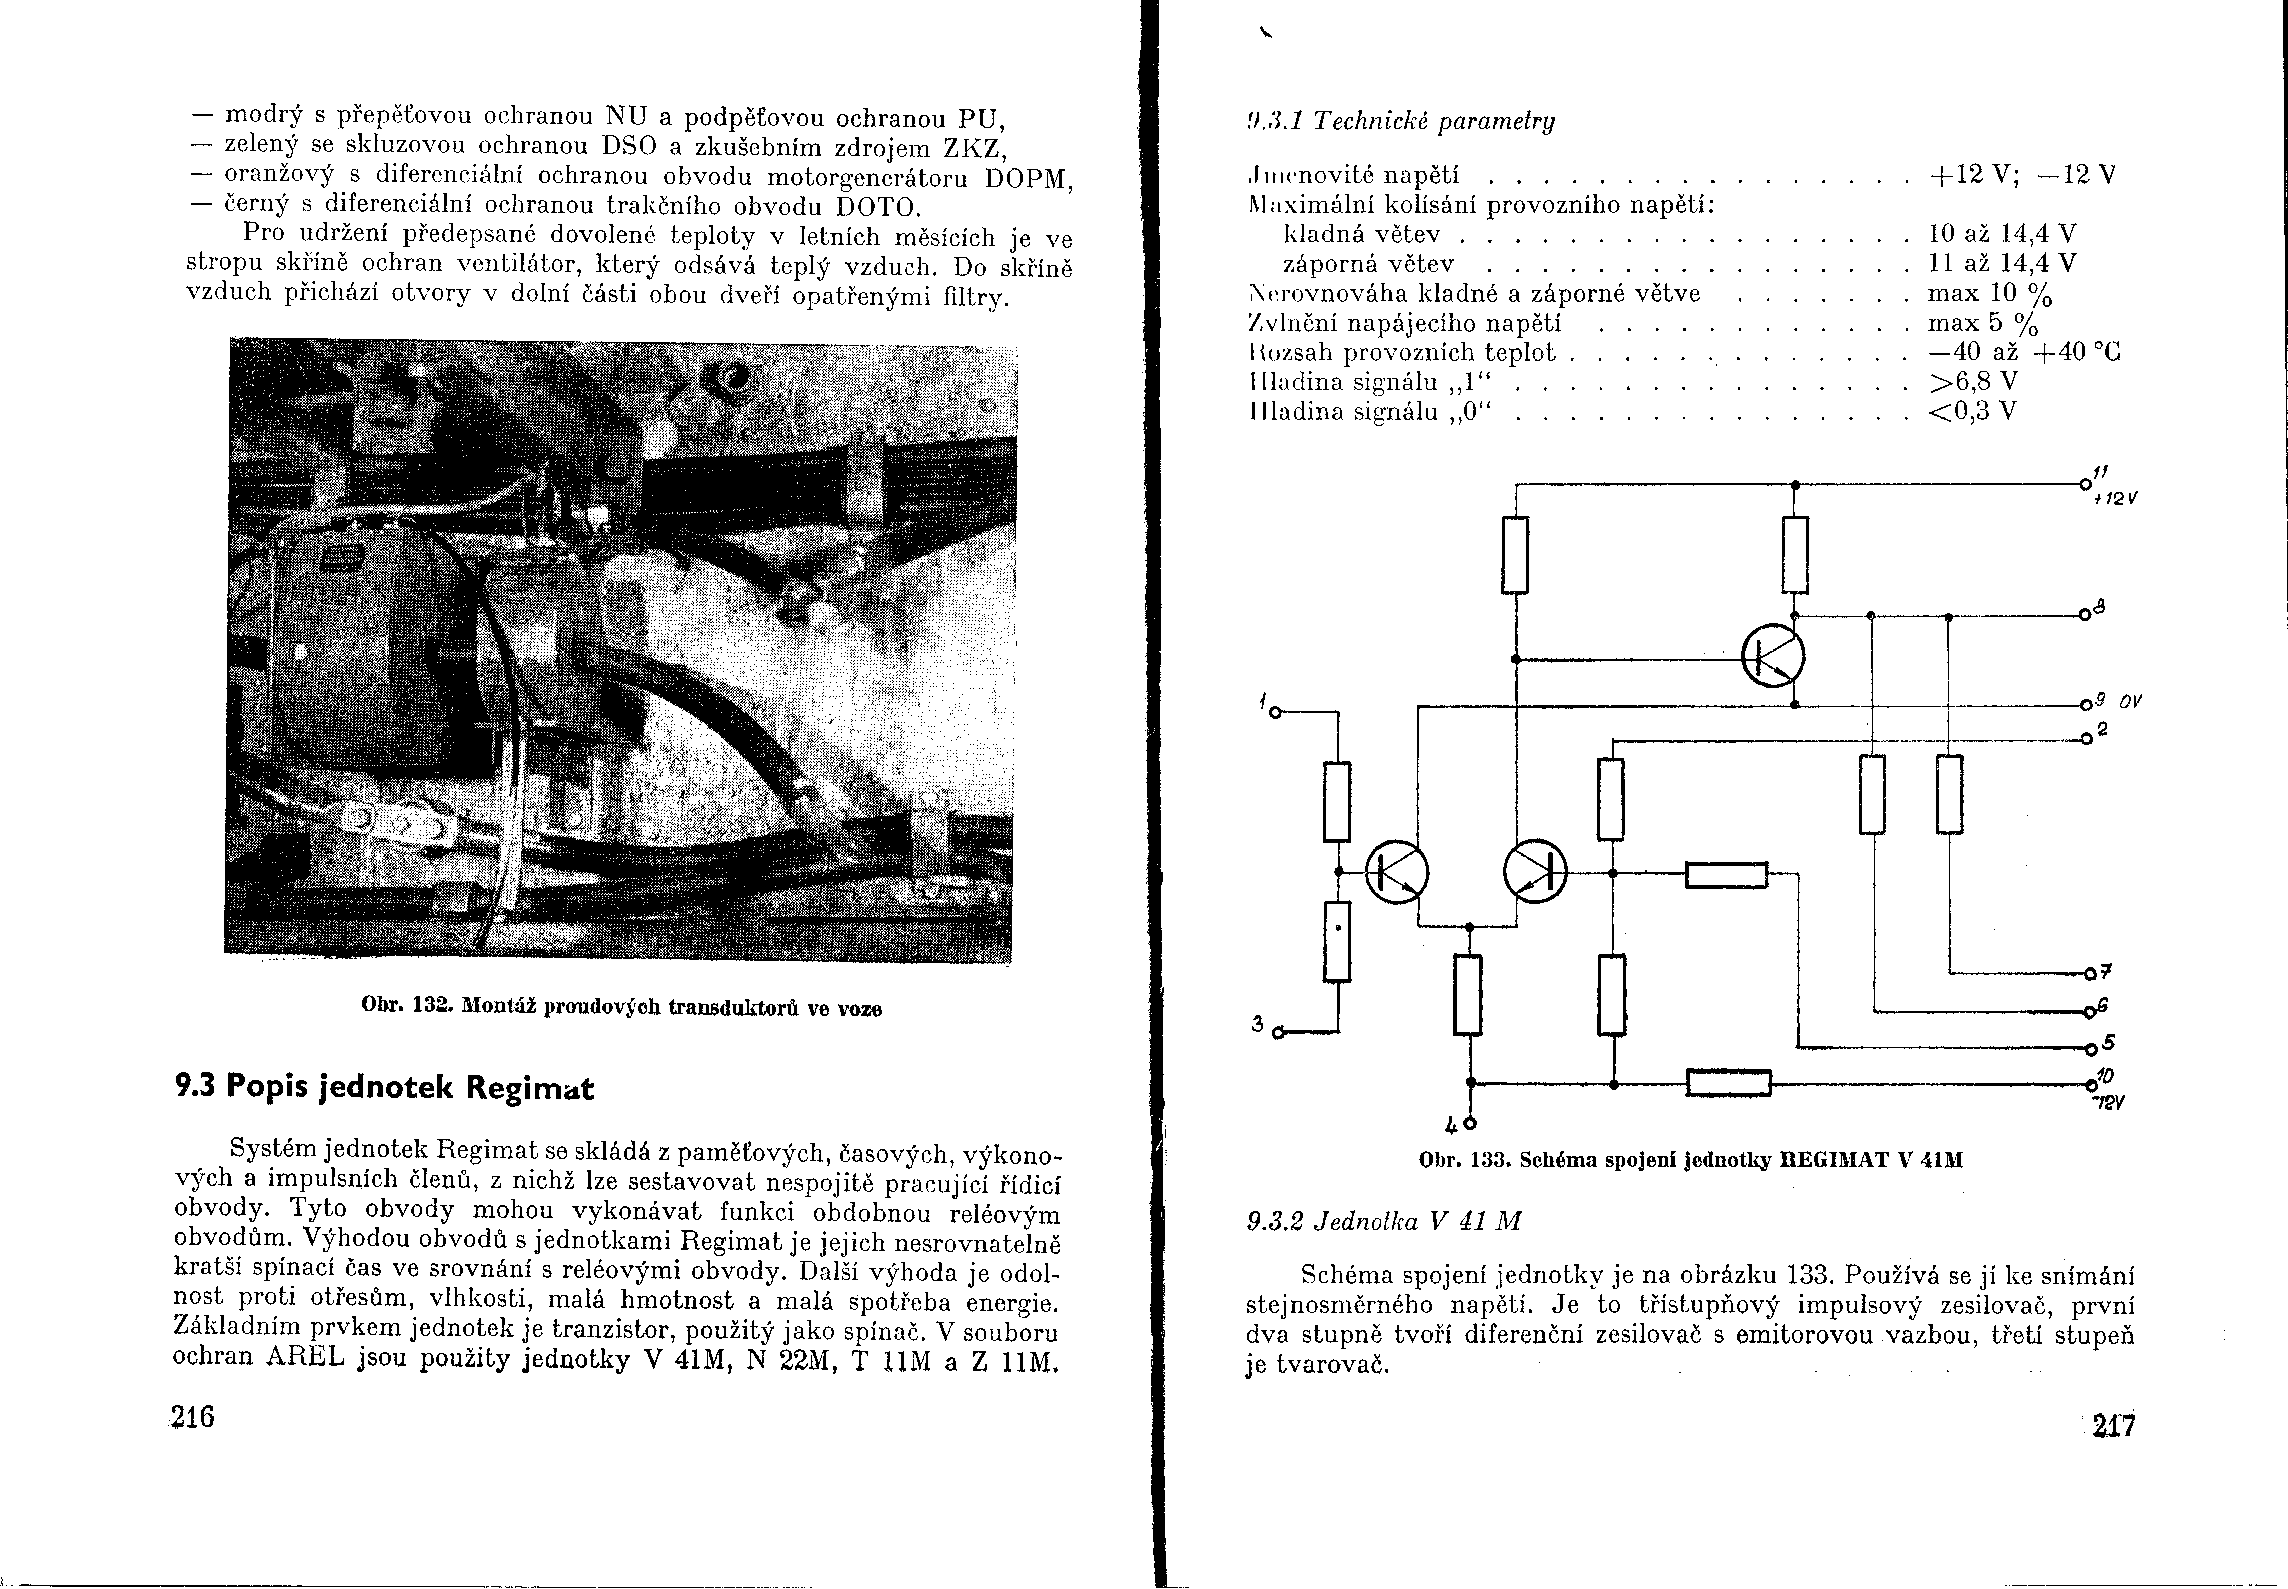 — modrý s přepěťovou ochranou NU a podpěťovou ochranou PU,
— zelený se skluzovou ochranou DSO a zkušebním zdrojem ZKZ,
— oranžový s diferenciální ochranou obvodu motorgenerátoru DOPM,
— černý s diferenciální ochranou trakčního obvodu DOTO.
Pro udržení předepsané dovolené teploty v letních měsících je ve
stropu skříně ochran ventilátor, který odsává teplý vzduch. Do skříně
vzduch přichází otvory v dolní části obou dveří opatřenými filtry.
Obr. 132. Montáž proudových transduktorů ve voze
9.3 Popis jednotek Regimat
Systém jednotek Regimat se skládá z paměťových, časových, výkono-
vých a impulsních členů, z nichž lze sestavovat nespojitě pracující řídicí
obvody. Tyto obvody mohou vykonávat funkci obdobnou reléovým
obvodům. Výhodou obvodů s jednotkami Regimat je jejich nesrovnatelně
kratší spínací čas ve srovnání s reléovými obvody. Další výhoda je odol-
nost proti otřesům, vlhkosti, malá hmotnost a malá spotřeba energie.
Základním prvkem jednotek je tranzistor, použitý jako spínač. V souboru
ochran AREL jsou použity jednotky V 41M, N 22M, T 11M a Z 11M.
216
9.3.1 Technické parametry
Jmenovité napětí . . . . . . . . . . . . . . . . +12 V; —12 V
Maximální kolísání provozního napětí:
kladná větev . . . . . . . . . . . . . . . . . 10 až 14,4 V
záporná větev . . . . . . . . . . . . . . . . 11 až 14,4 V
Nerovnováha kladné a záporné větve . . . . . . . max 10 %
Zvlnění napájecího napětí . . . . . . . . . . . . max 5 %
Rozsah provozních teplot . . . . . . . . . . . . . —40 až +40 °C
Hladina signálu „1“ . . . . . . . . . . . . . . . >6,8 V
Hladina signálu „0“ . . . . . . . . . . . . . . . <0,3 V
11
+12V
8
1
9 0V
2
7
3
6
5
10
-12V
4
Obr. 133. Schéma spojení jednotky REGIMAT V 41M
9.3.2 Jednotka V 41 M
Schéma spojení jednotky je na obrázku 133. Používá se jí ke snímání
stejnosměrného napětí. Je to třístupňový impulsový zesilovač, první
dva stupně tvoří diferenční zesilovač s emitorovou vazbou, třetí stupeň
je tvarovač.
217